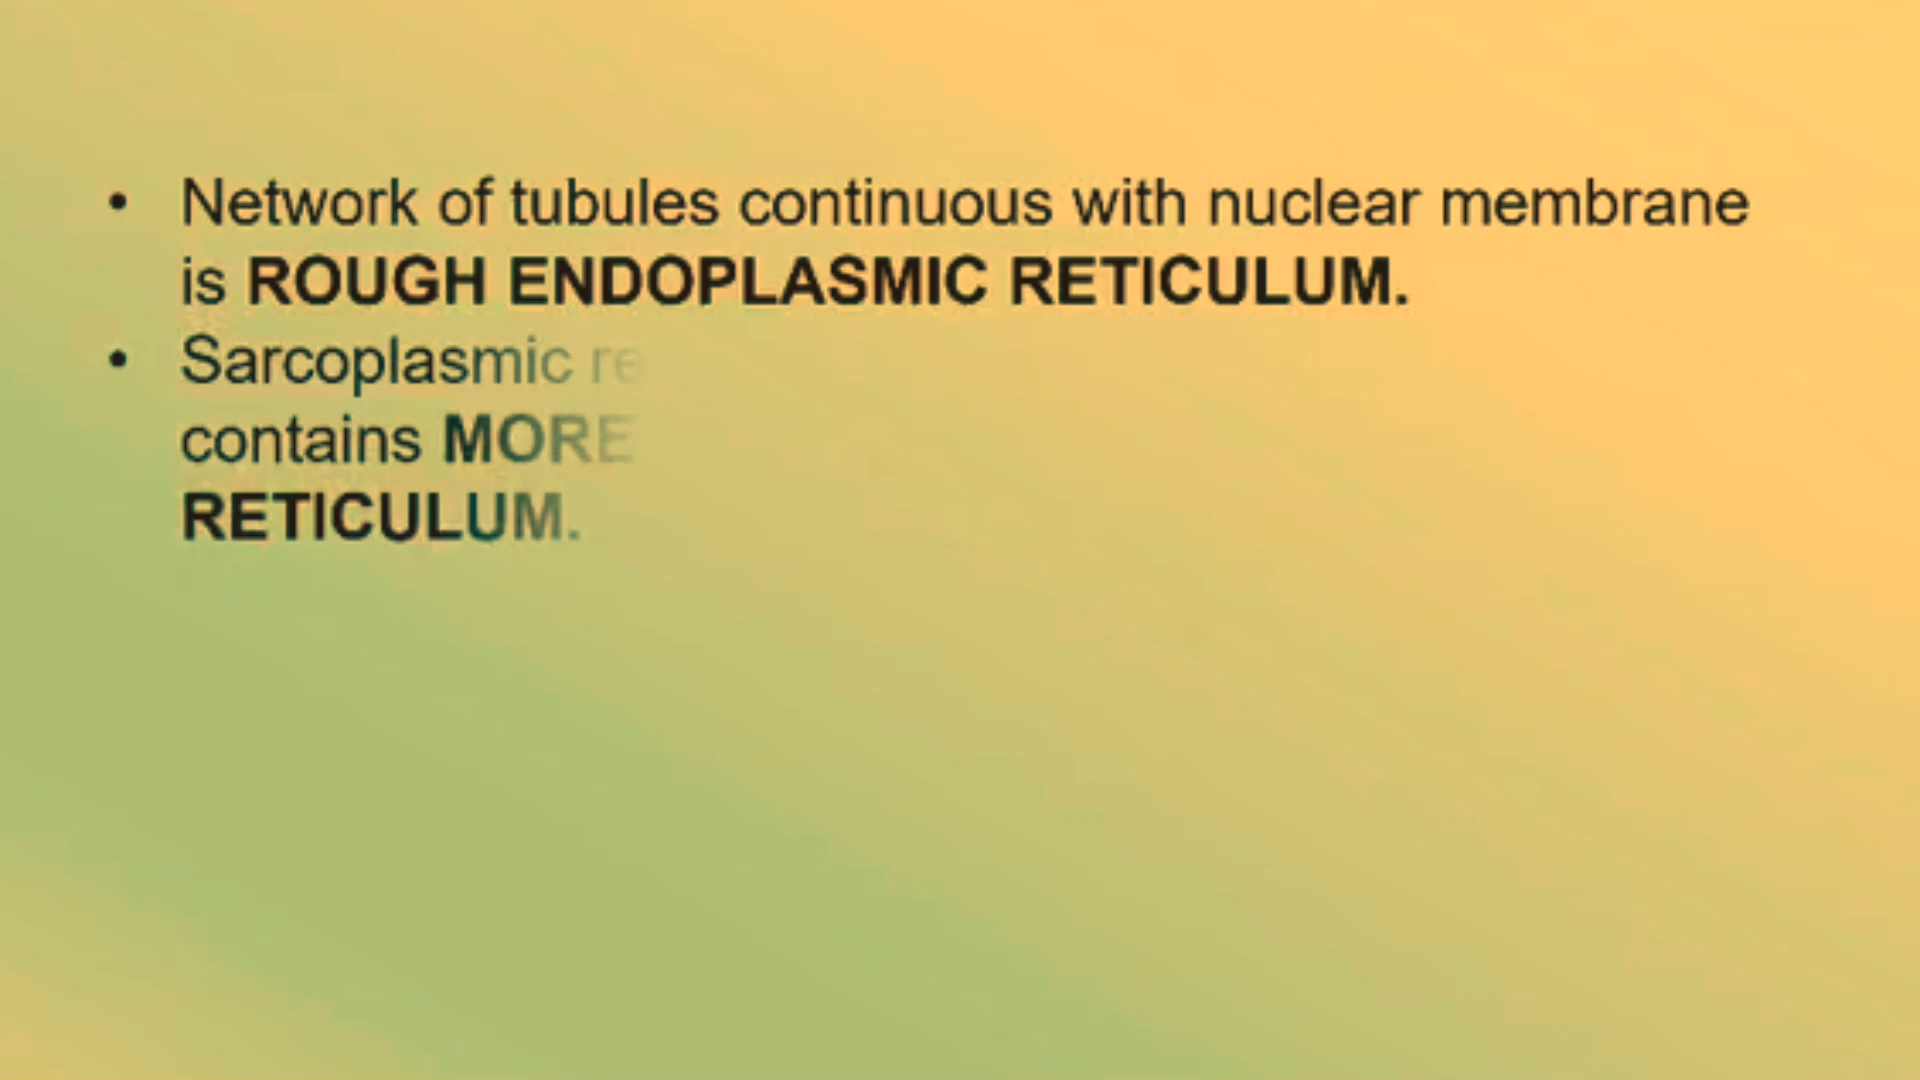 • Network of tubules continuous with nuclear membrane
is ROUGH ENDOPLASMIC RETICULUM.
• Sarcoplasmic
contains MORE
RETICULUM.